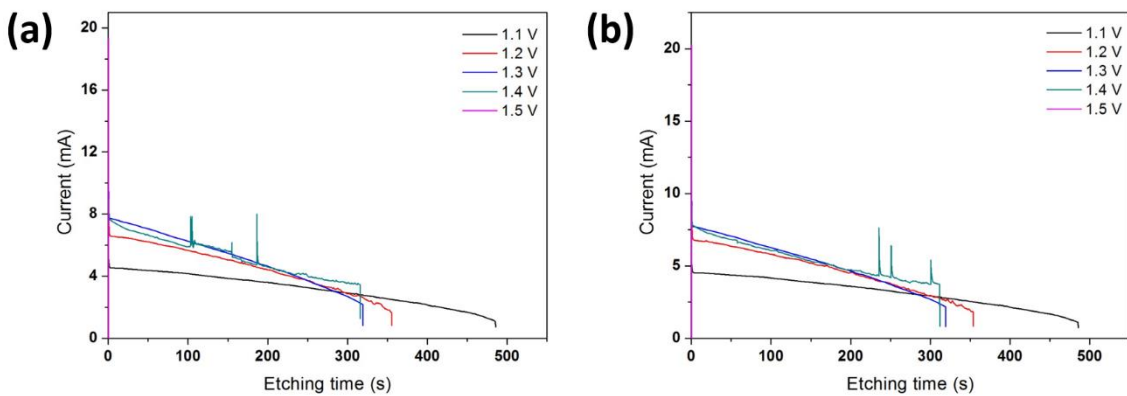 (a)
20
16
12
8
4
0
Current (mA)
1.1 V
1.2 V
1.3 V
1.4 V
1.5 V
0 100 200 300 400 500
Etching time (s)
(b)
20
15
10
5
0
Current (mA)
1.1 V
1.2 V
1.3 V
1.4 V
1.5 V
0 100 200 300 400 500
Etching time (s)